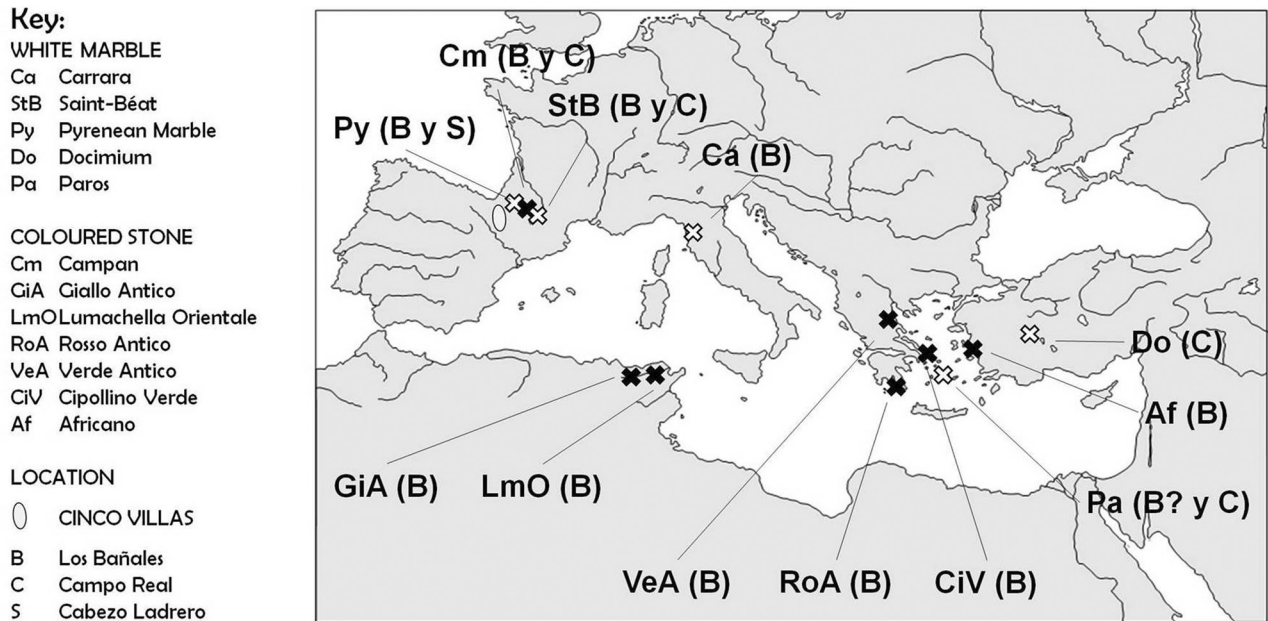 Key:
WHITE MARBLE
Ca Carrara
StB Saint-Béat
Py Pyrenean Marble
Do Docimium
Pa Paros
COLOURED STONE
Cm Campan
GiA Giallo Antico
LmO Lumachella Orientale
RoA Rosso Antico
VeA Verde Antico
CiV Cipollino Verde
Af Africano
LOCATION
CINCO VILLAS
B Los Bañales
C Campo Real
S Cabezo Ladrero
Cm (B y C)
StB (B y C)
Py (B y S)
Ca (B)
Do (C)
Af (B)
GiA (B)
LmO (B)
Pa (B? y C)
VeA (B)
RoA (B)
CiV (B)